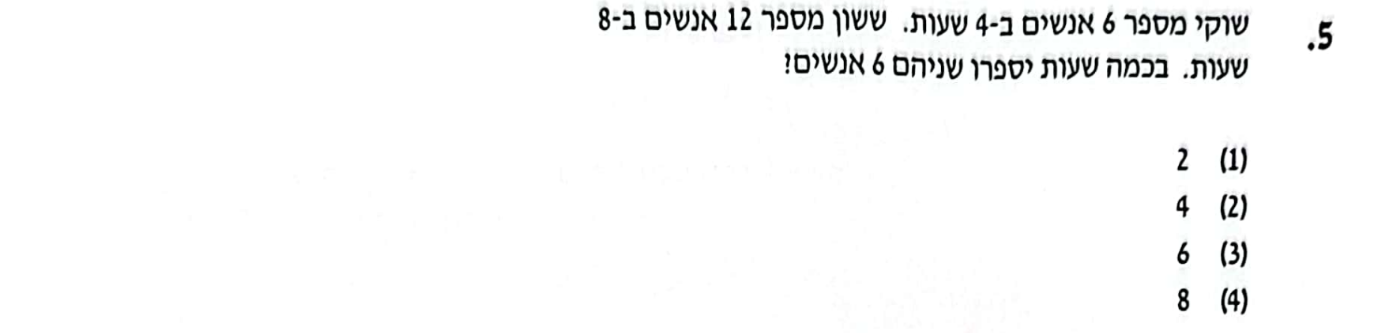 5. שוקי מספר 6 אנשים ב-4 שעות. ששון מספר 12 אנשים ב-8
שעות. בכמה שעות יספרו שניהם 6 אנשים?
(1) 2
(2) 4
(3) 6
(4) 8